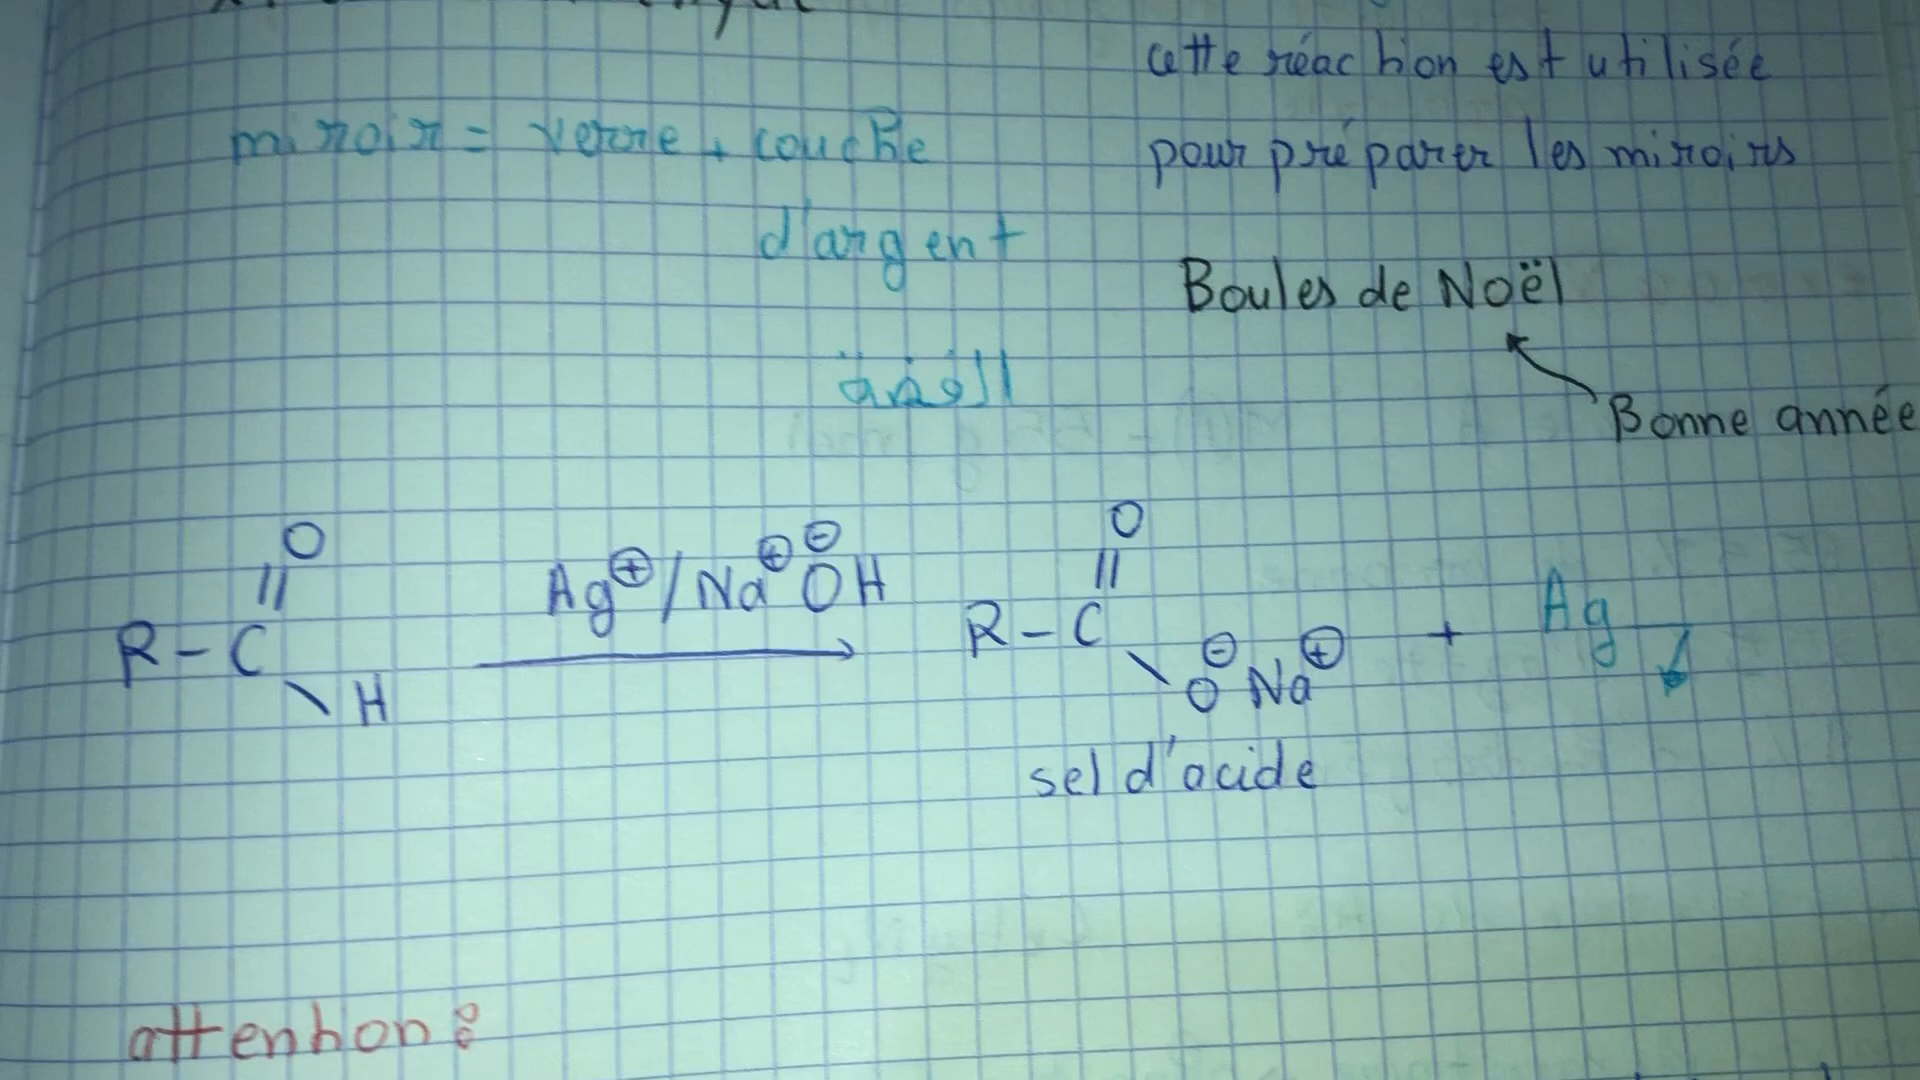 cette réaction est utilisée
miroir = verre + couche
pour préparer les miroirs
d'argent
Boules de Noël
Bonne année
R-C(=O)\H Ag⊕/Na⊕⊖OH → R-C(=O)\O⊖Na⊕ + Ag↓
sel d'acide
attention :